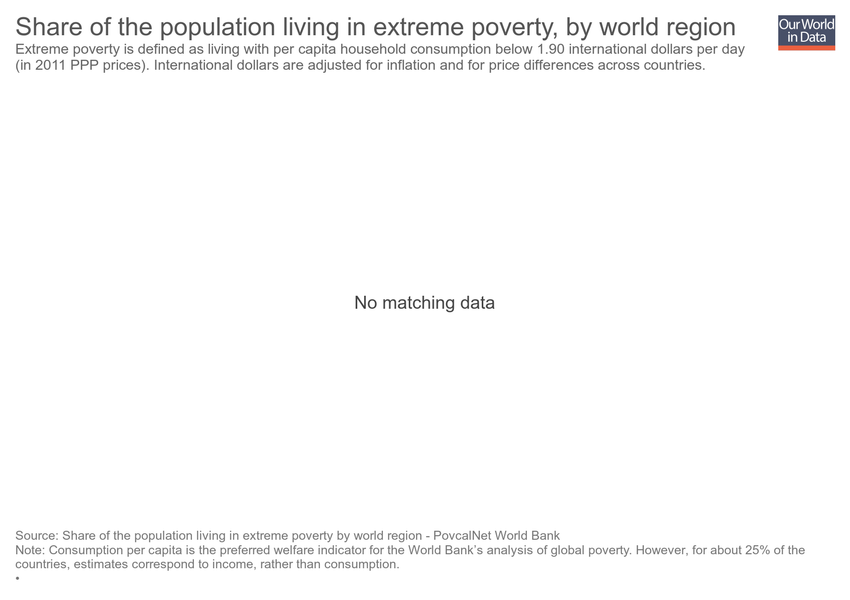 Share of the population living in extreme poverty, by world region
Our World
in Data
Extreme poverty is defined as living with per capita household consumption below 1.90 international dollars per day
(in 2011 PPP prices). International dollars are adjusted for inflation and for price differences across countries.
No matching data
Source: Share of the population living in extreme poverty by world region - PovcalNet World Bank
Note: Consumption per capita is the preferred welfare indicator for the World Bank's analysis of global poverty. However, for about 25% of the
countries, estimates correspond to income, rather than consumption.
•